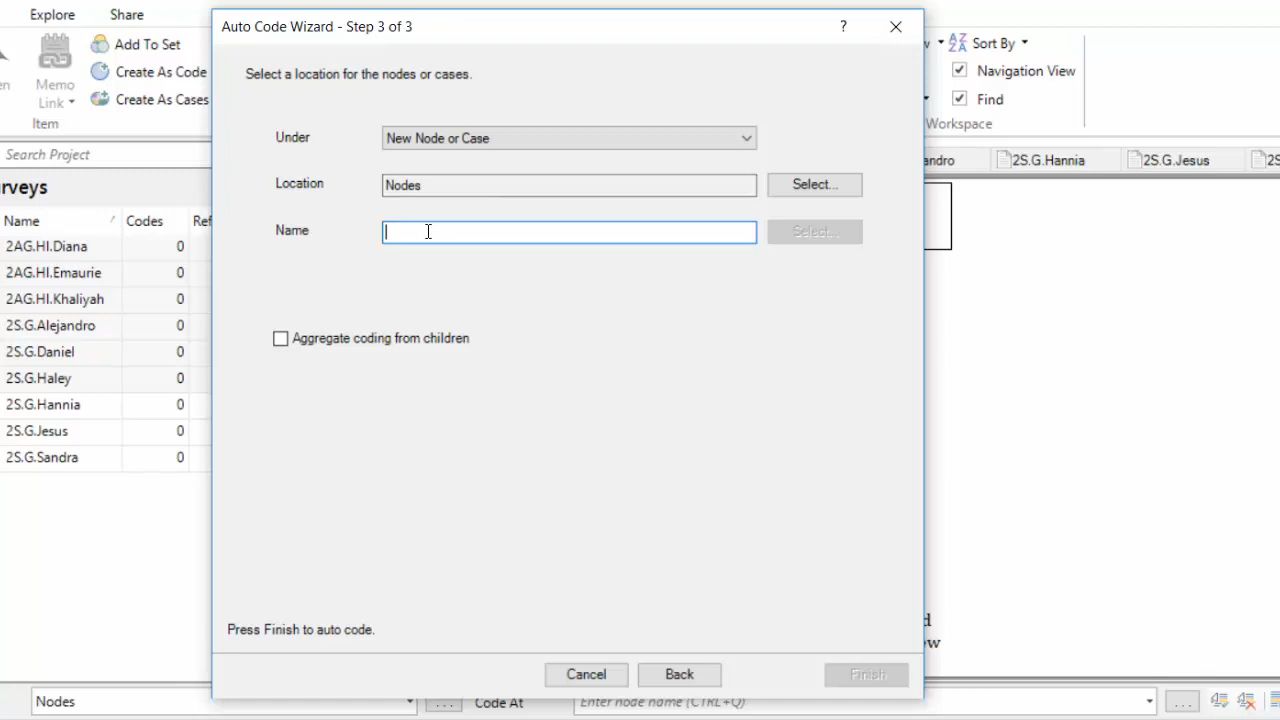 Explore
Share
Auto Code Wizard - Step 3 of 3
?
Add To Set
Create As Code
Create As Cases
Memo
Link
Item
Sort By
Navigation View
Find
Workspace
Search Project
Select a location for the nodes or cases.
Under
New Node or Case
Location
Nodes
Select...
Name
Select...
Aggregate coding from children
2S.G.Hannia
2S.G.Jesus
Name
Codes
2AG.HI.Diana 0
2AG.HI.Emaurie 0
2AG.HI.Khaliyah 0
2S.G.Alejandro 0
2S.G.Daniel 0
2S.G.Haley 0
2S.G.Hannia 0
2S.G.Jesus 0
2S.G.Sandra 0
Press Finish to auto code.
Cancel
Back
Finish
Nodes
...
Code At
Enter node name (CTRL+Q)
...